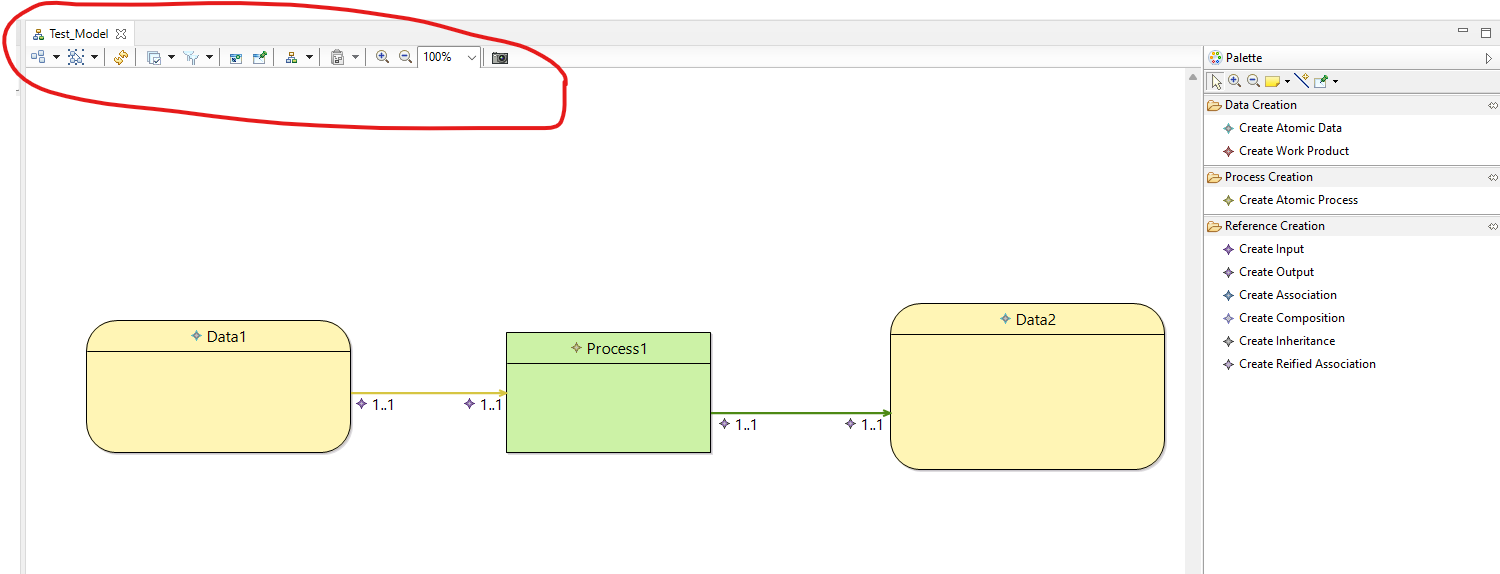 Test_Model
100%
Palette
Data Creation
Create Atomic Data
Create Work Product
Process Creation
Create Atomic Process
Reference Creation
Create Input
Create Output
Create Association
Create Composition
Create Inheritance
Create Reified Association
Data1
1..1
1..1
Process1
1..1
1..1
Data2